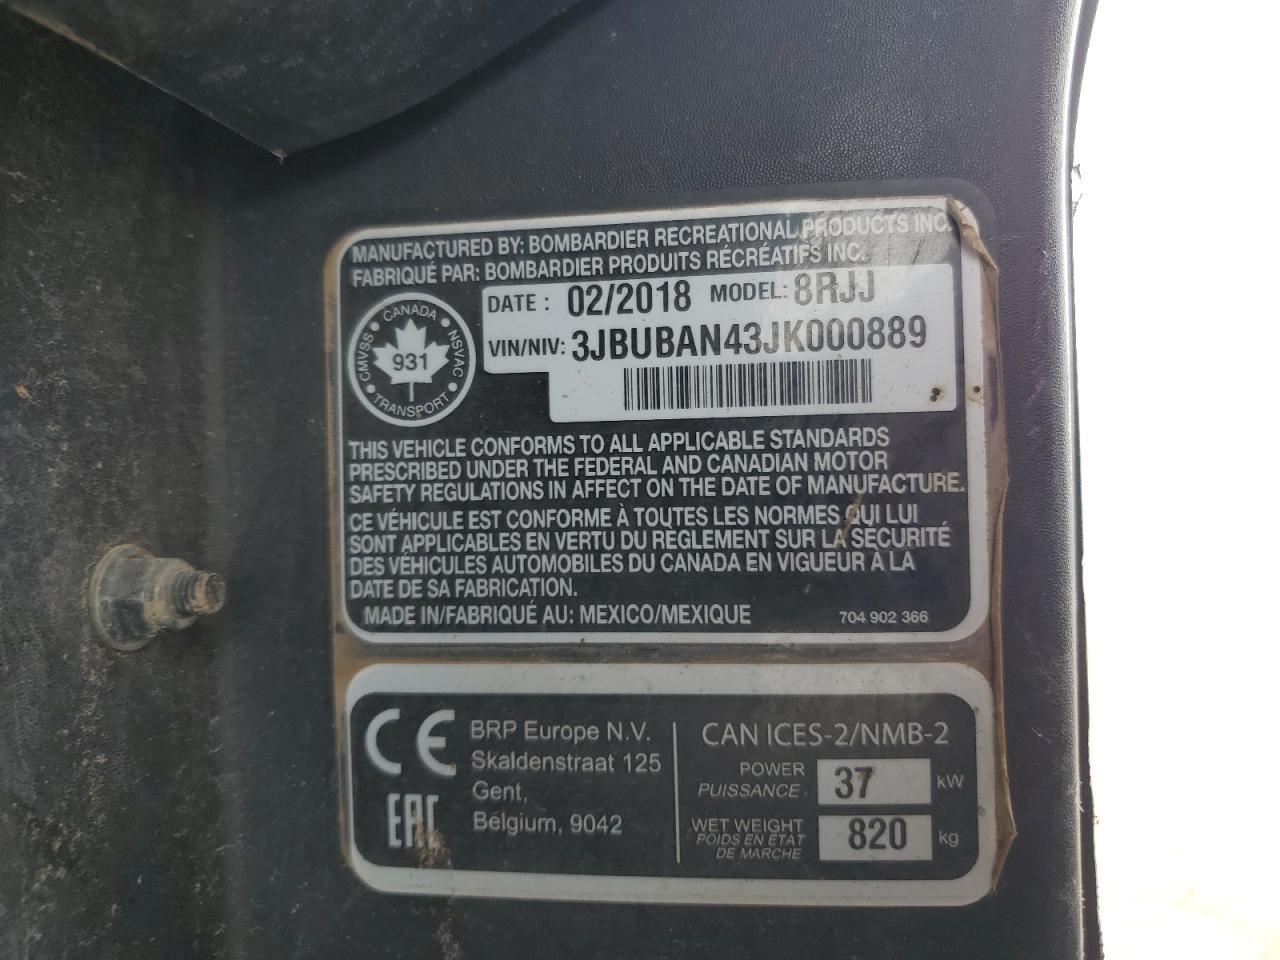 MANUFACTURED BY: BOMBARDIER RECREATIONAL PRODUCTS INC.
FABRIQUÉ PAR: BOMBARDIER PRODUITS RÉCRÉATIFS INC.
CANADA
CMVSS
NSVAC
931
TRANSPORT
DATE : 02/2018 MODEL: 8RJJ
VIN/NIV: 3JBUBAN43JK000889
THIS VEHICLE CONFORMS TO ALL APPLICABLE STANDARDS
PRESCRIBED UNDER THE FEDERAL AND CANADIAN MOTOR
SAFETY REGULATIONS IN AFFECT ON THE DATE OF MANUFACTURE.
CE VÉHICULE EST CONFORME À TOUTES LES NORMES QUI LUI
SONT APPLICABLES EN VERTU DU REGLEMENT SUR LA SÉCURITÉ
DES VÉHICULES AUTOMOBILES DU CANADA EN VIGUEUR À LA
DATE DE SA FABRICATION.
MADE IN/FABRIQUÉ AU: MEXICO/MEXIQUE 704 902 366
CE
EAC
BRP Europe N.V.
Skaldenstraat 125
Gent,
Belgium, 9042
CAN ICES-2/NMB-2
POWER
PUISSANCE 37 kW
WET WEIGHT
POIDS EN ÉTAT
DE MARCHE 820 kg